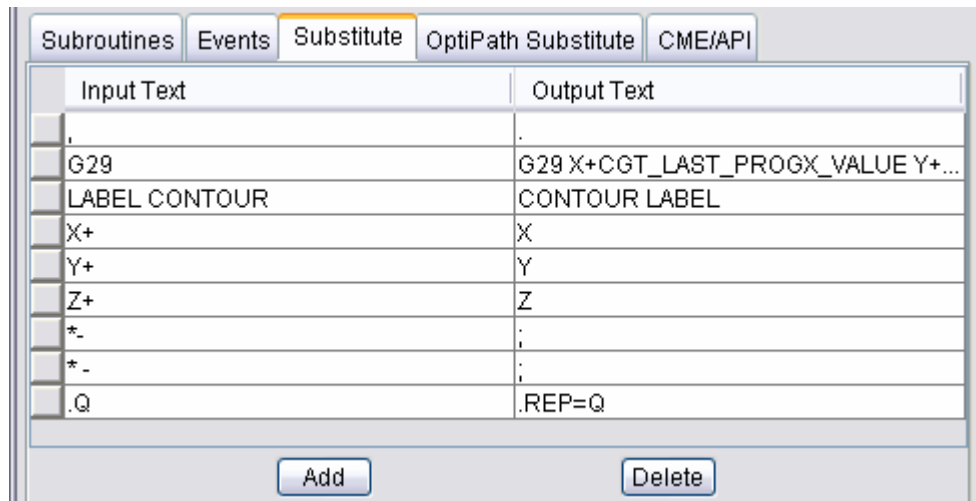 Subroutines Events Substitute OptiPath Substitute CME/API
Input Text Output Text
, .
G29 G29 X+CGT_LAST_PROGX_VALUE Y+...
LABEL CONTOUR CONTOUR LABEL
X+ X
Y+ Y
Z+ Z
*- ;
* - ;
.Q .REP=Q
Add Delete